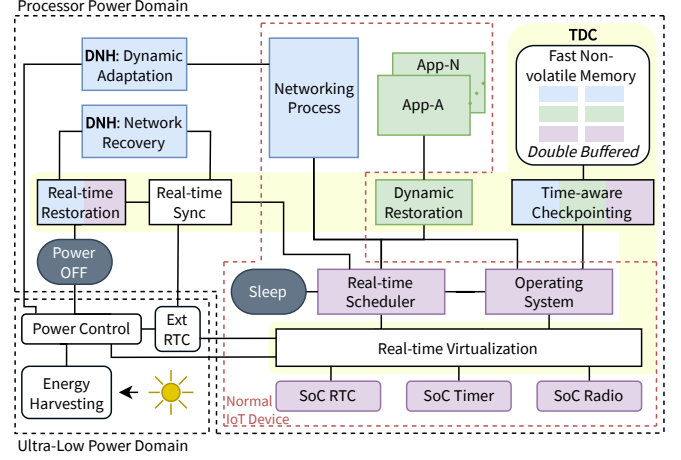 Processor Power Domain
DNH: Dynamic
Adaptation
Networking
Process
App-N
App-A
TDC
Fast Non-
volatile Memory
Double Buffered
DNH: Network
Recovery
Real-time
Restoration
Real-time
Sync
Dynamic
Restoration
Time-aware
Checkpointing
Power
OFF
Sleep
Real-time
Scheduler
Operating
System
Power Control
Ext
RTC
Real-time Virtualization
Energy
Harvesting
Normal
IoT Device
SoC RTC
SoC Timer
SoC Radio
Ultra-Low Power Domain